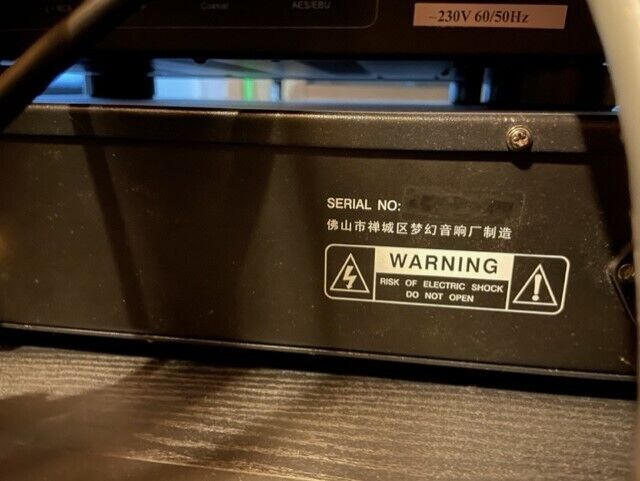 Coaxial
AES/EBU
~230V 60/50Hz
SERIAL NO:
佛山市禅城区梦幻音响厂制造
WARNING
RISK OF ELECTRIC SHOCK
DO NOT OPEN